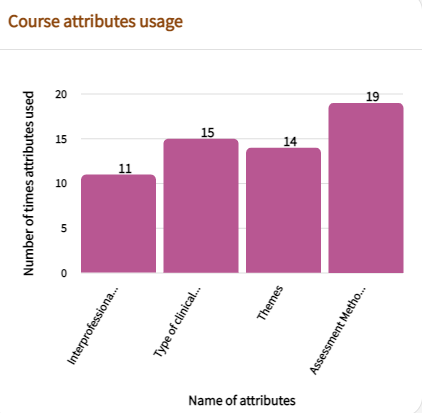 Course attributes usage
Number of times attributes used
20
15
10
5
0
11
15
14
19
Interprofessiona...
Type of clinical...
Themes
Assessment Metho...
Name of attributes